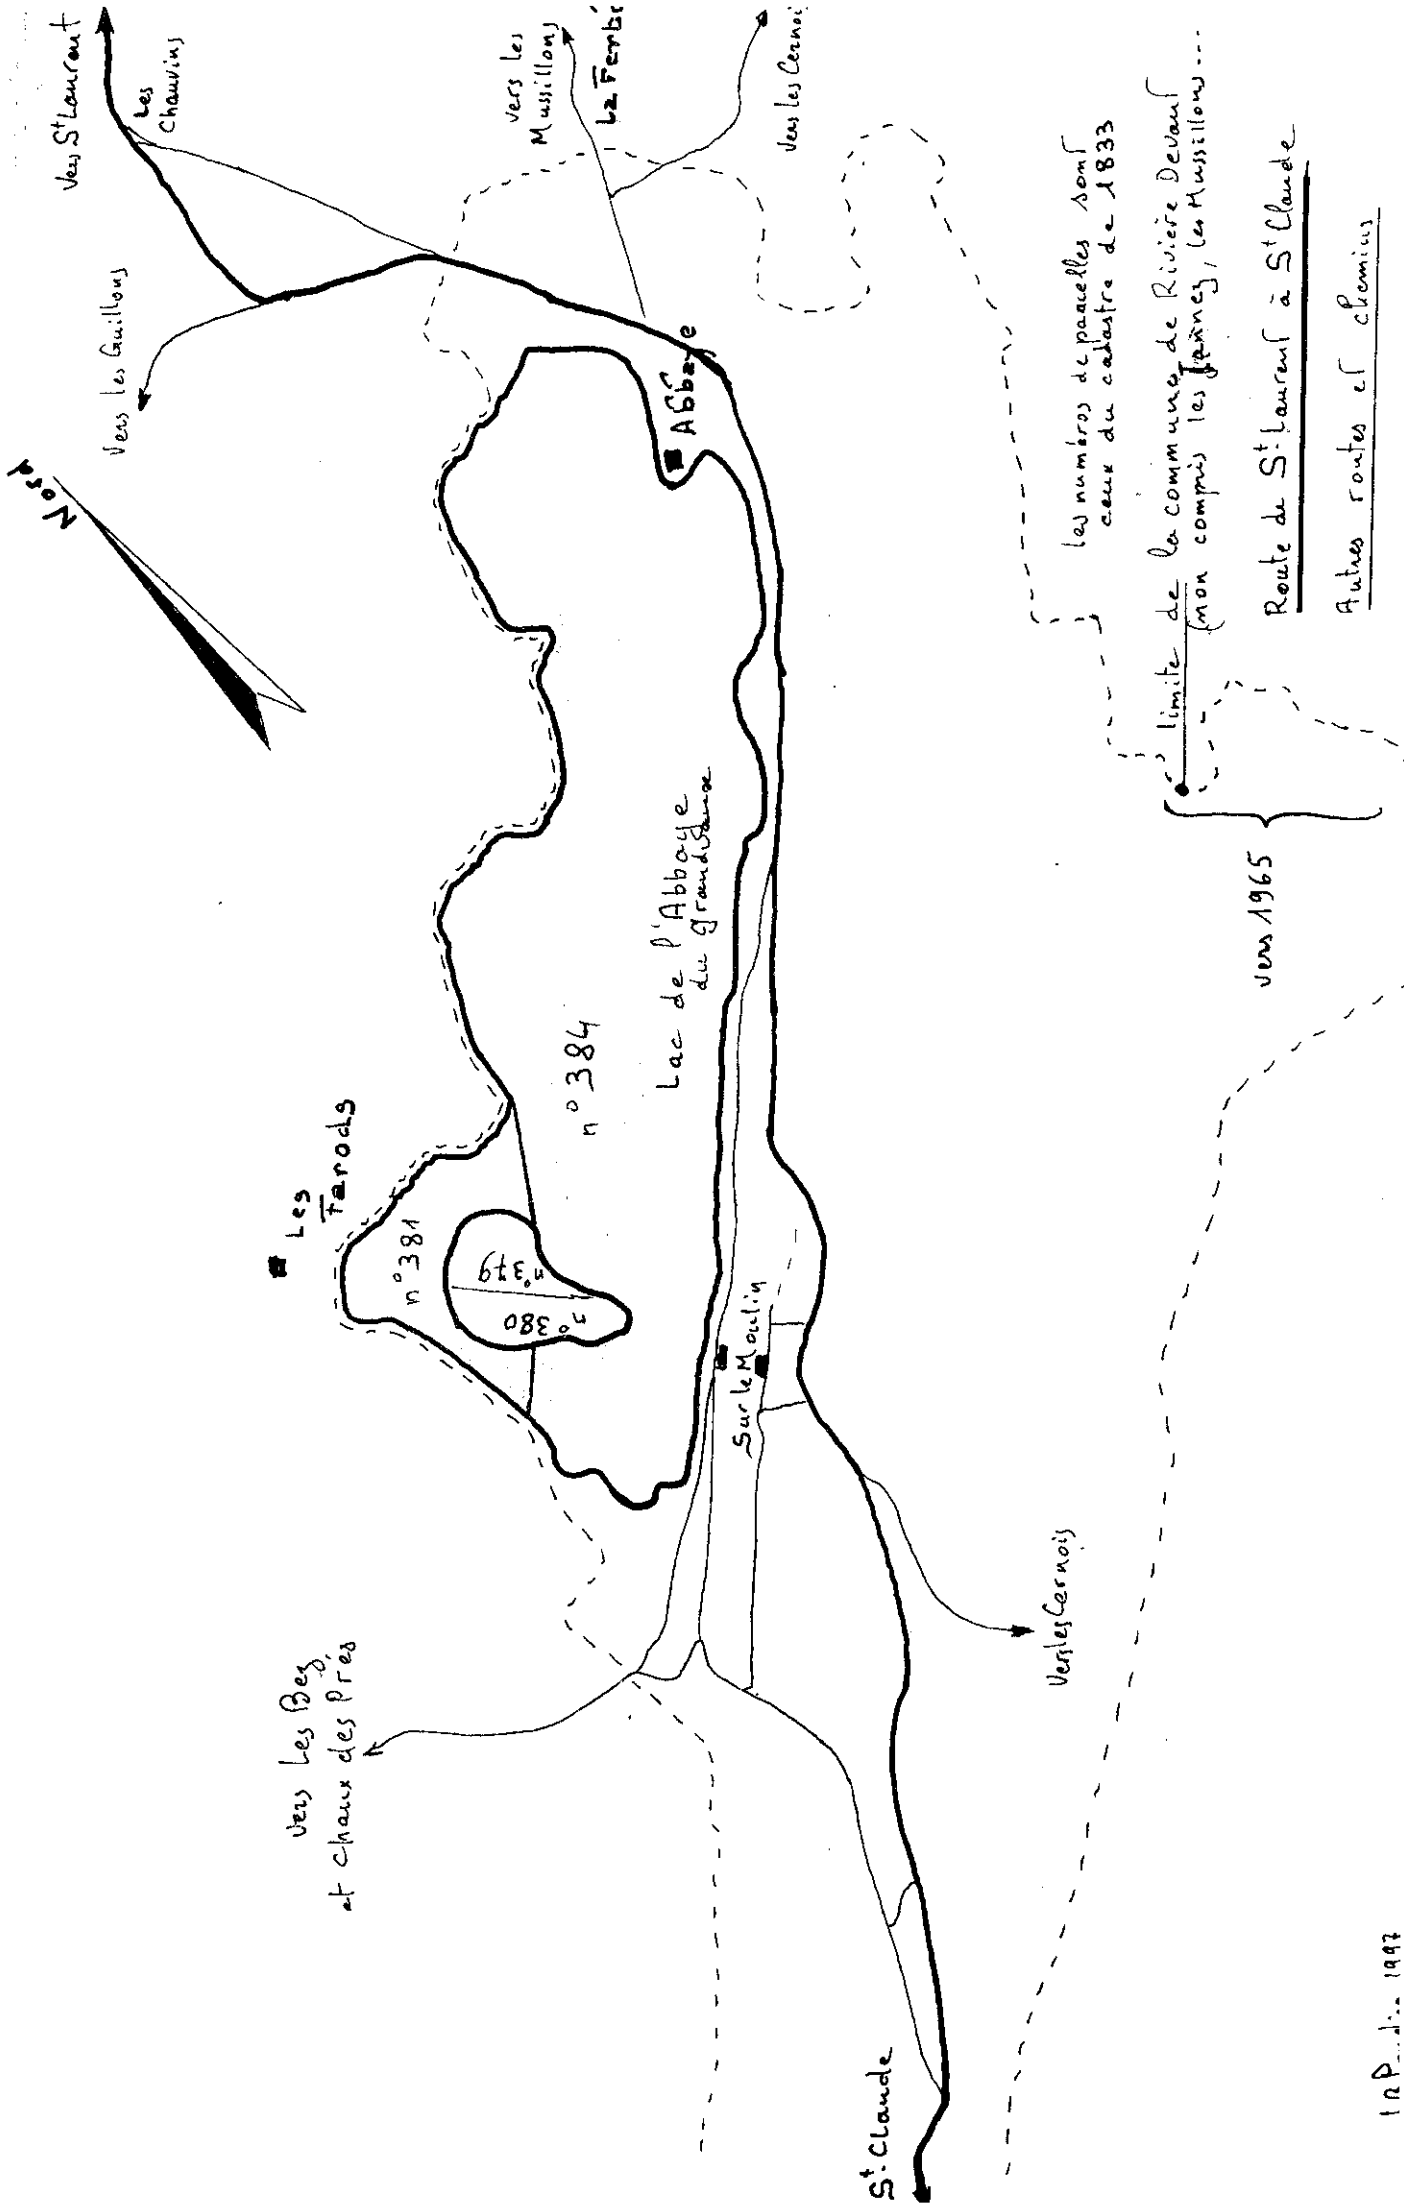 Nord
Vers St Laurent
Les
Chauvins
Vers les Guillons
vers les
Mussillons
La Ferté
Vers les Cernois
Abbaye
Lac de l'Abbaye
du grandvaux
n° 384
Les
Farods
n° 381
n° 379
n° 380
Sur le Moulin
Vers Les Bez
et Chaux des Prés
Vers les Cernois
St. Claude
Les numéros de parcelles sont
ceux du cadastre de 1833
limite de la commune de Rivière Devant
(non compris les Janniez, les Mussillons...
Route de St. Laurent à St Claude
Autres routes et chemins
vers 1965
1997